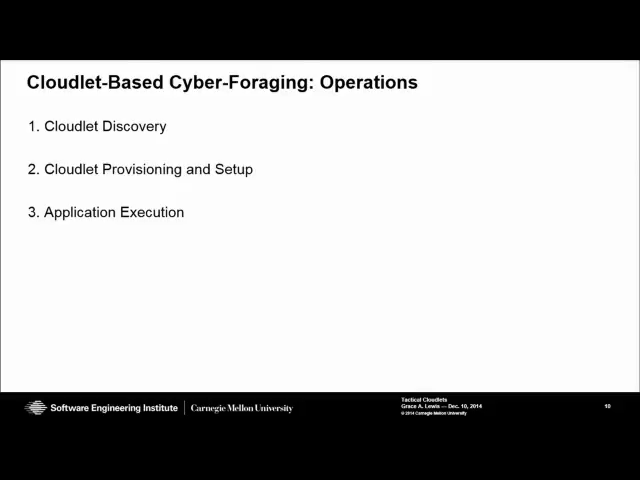 Cloudlet-Based Cyber-Foraging: Operations
1. Cloudlet Discovery
2. Cloudlet Provisioning and Setup
3. Application Execution
Software Engineering Institute | Carnegie Mellon University
Tactical Cloudlets
Grace A. Lewis — Dec. 10, 2014
© 2014 Carnegie Mellon University
10